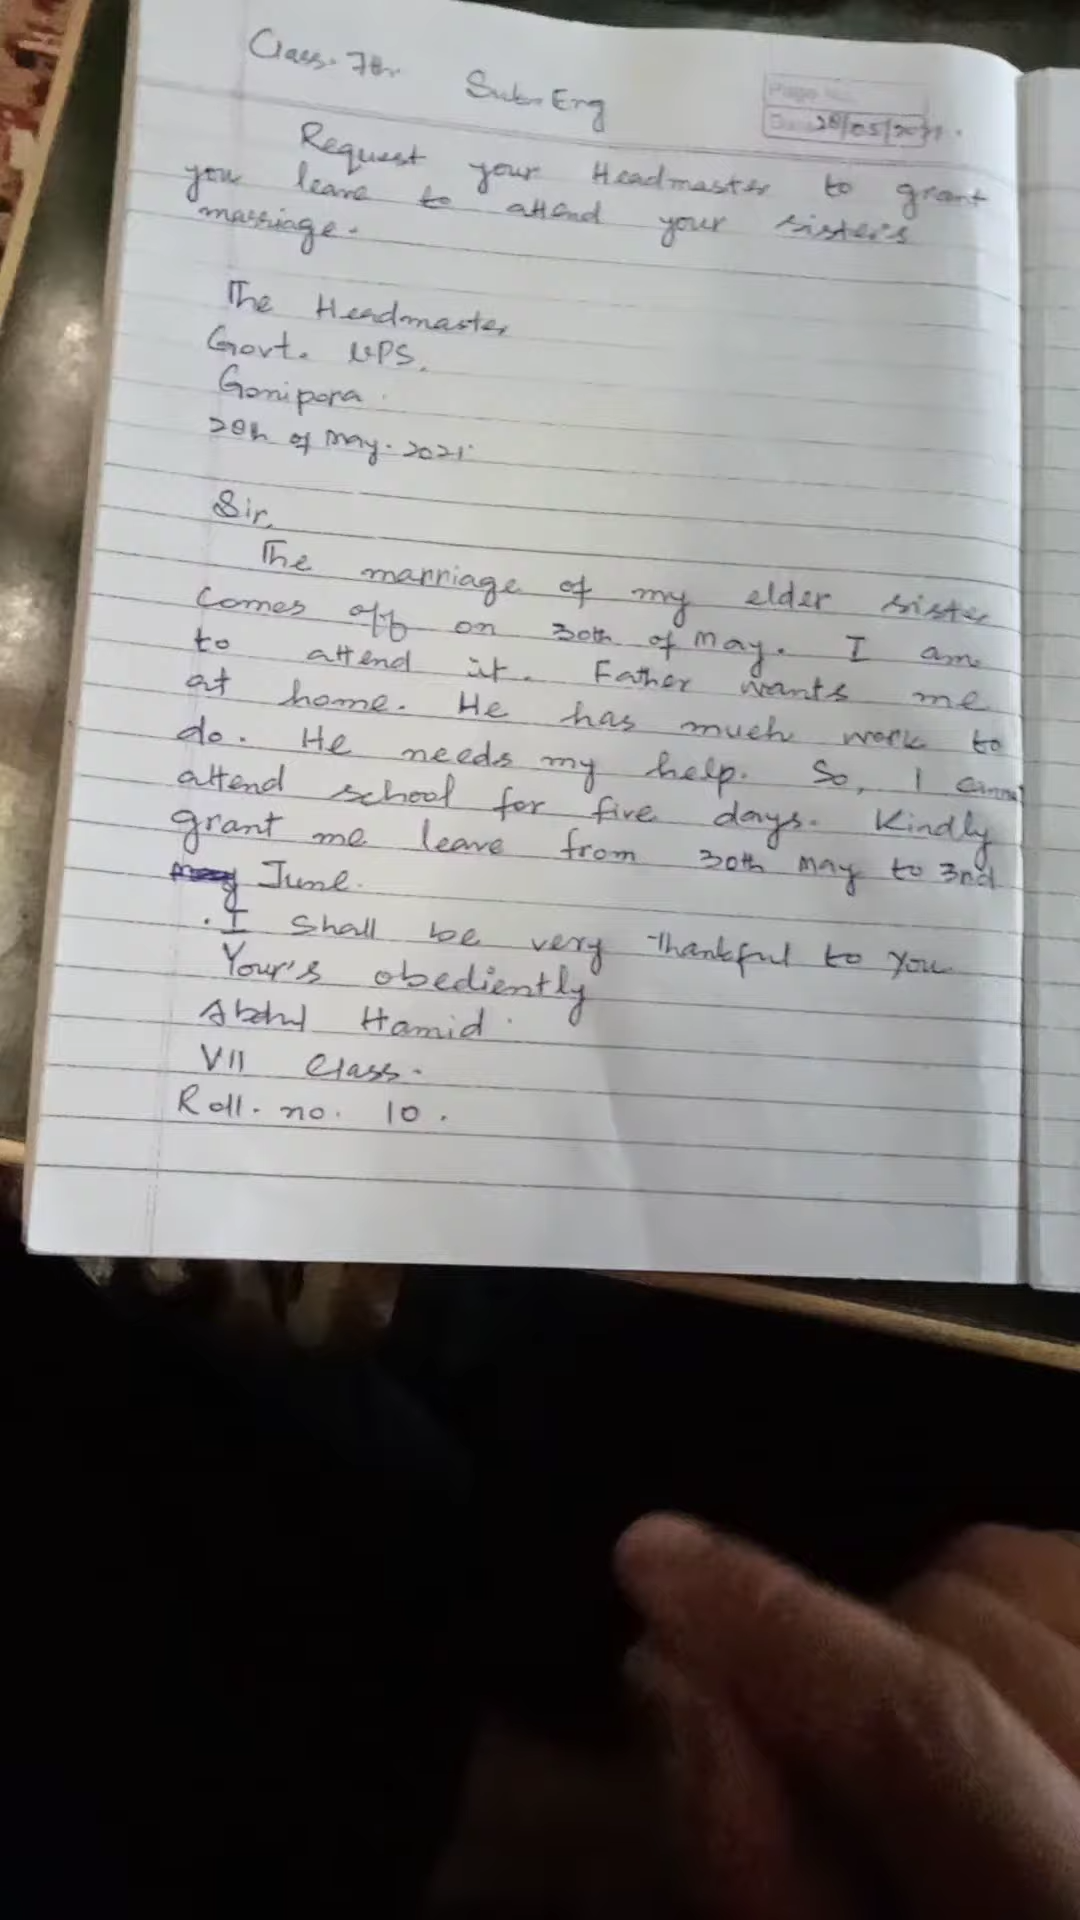 Class. 7th Sub. Eng
Page No.
Date 28/05/2021.
Request your Headmaster to grant
you leave to attend your sister's
marriage.
The Headmaster
Govt. UPS.
Gonipora.
28th of May. 2021.
Sir,
The marriage of my elder sister
comes off on 30th of May. I am
to attend it. Father wants me
at home. He has much work to
do. He needs my help. So, I cannot
attend school for five days. Kindly
grant me leave from 30th May to 3rd
June.
. I shall be very Thankful to You.
Your's obediently
Abdul Hamid.
VII Class.
Roll. no. 10.